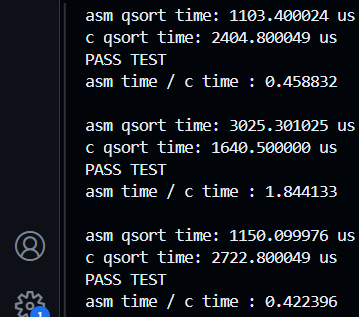 asm qsort time: 1103.400024 us
c qsort time: 2404.800049 us
PASS TEST
asm time / c time : 0.458832
asm qsort time: 3025.301025 us
c qsort time: 1640.500000 us
PASS TEST
asm time / c time : 1.844133
asm qsort time: 1150.099976 us
c qsort time: 2722.800049 us
PASS TEST
asm time / c time : 0.422396
1